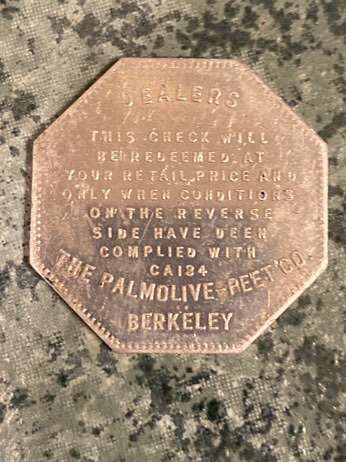 DEALERS
THIS CHECK WILL
BE REDEEMED AT
YOUR RETAIL PRICE AND
ONLY WHEN CONDITIONS
ON THE REVERSE
SIDE HAVE BEEN
COMPLIED WITH
CA134
THE PALMOLIVE-PEET CO.
BERKELEY